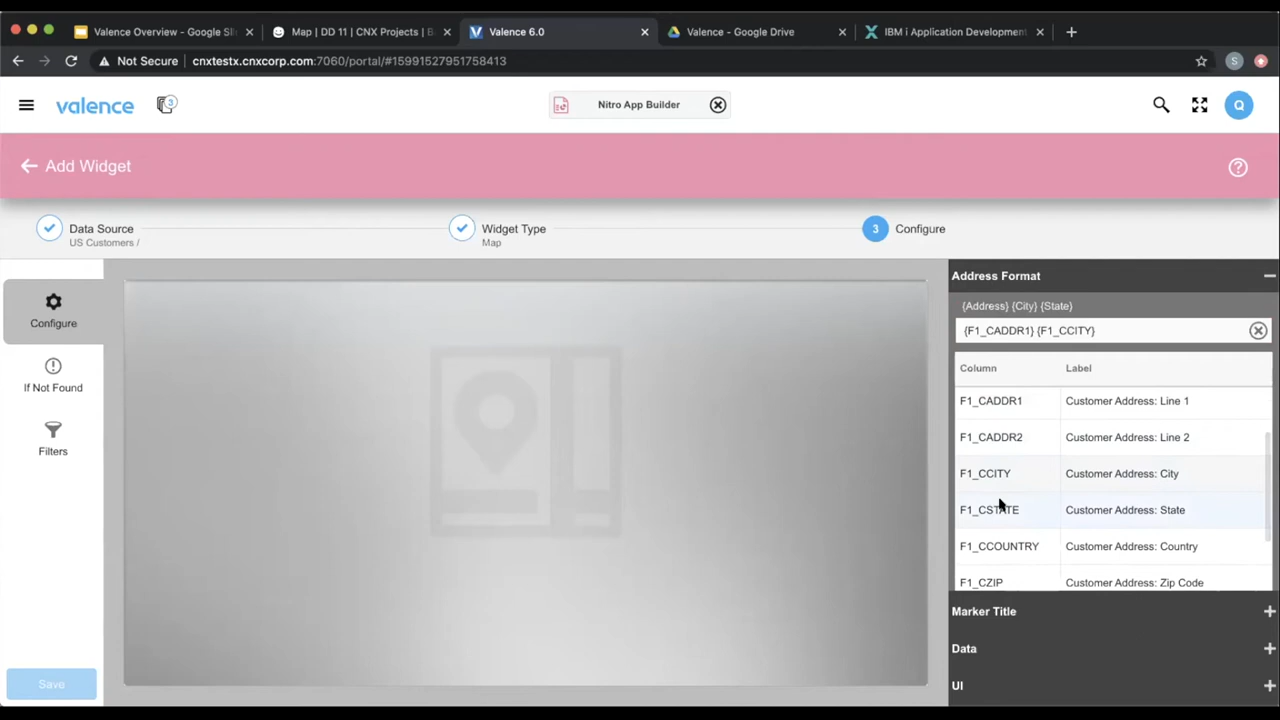 Valence Overview - Google Sli
Map | DD 11 | CNX Projects | B
Valence 6.0
Valence - Google Drive
IBM i Application Development
Not Secure
cnxtestx.cnxcorp.com:7060/portal/#15991527951758413
S
valence
3
Nitro App Builder
Q
Add Widget
Data Source
US Customers /
Widget Type
Map
3
Configure
Configure
If Not Found
Filters
Save
Address Format
{Address} {City} {State}
{F1_CADDR1} {F1_CCITY}
Column Label
F1_CADDR1 Customer Address: Line 1
F1_CADDR2 Customer Address: Line 2
F1_CCITY Customer Address: City
F1_CSTATE Customer Address: State
F1_CCOUNTRY Customer Address: Country
F1_CZIP Customer Address: Zip Code
Marker Title
Data
UI